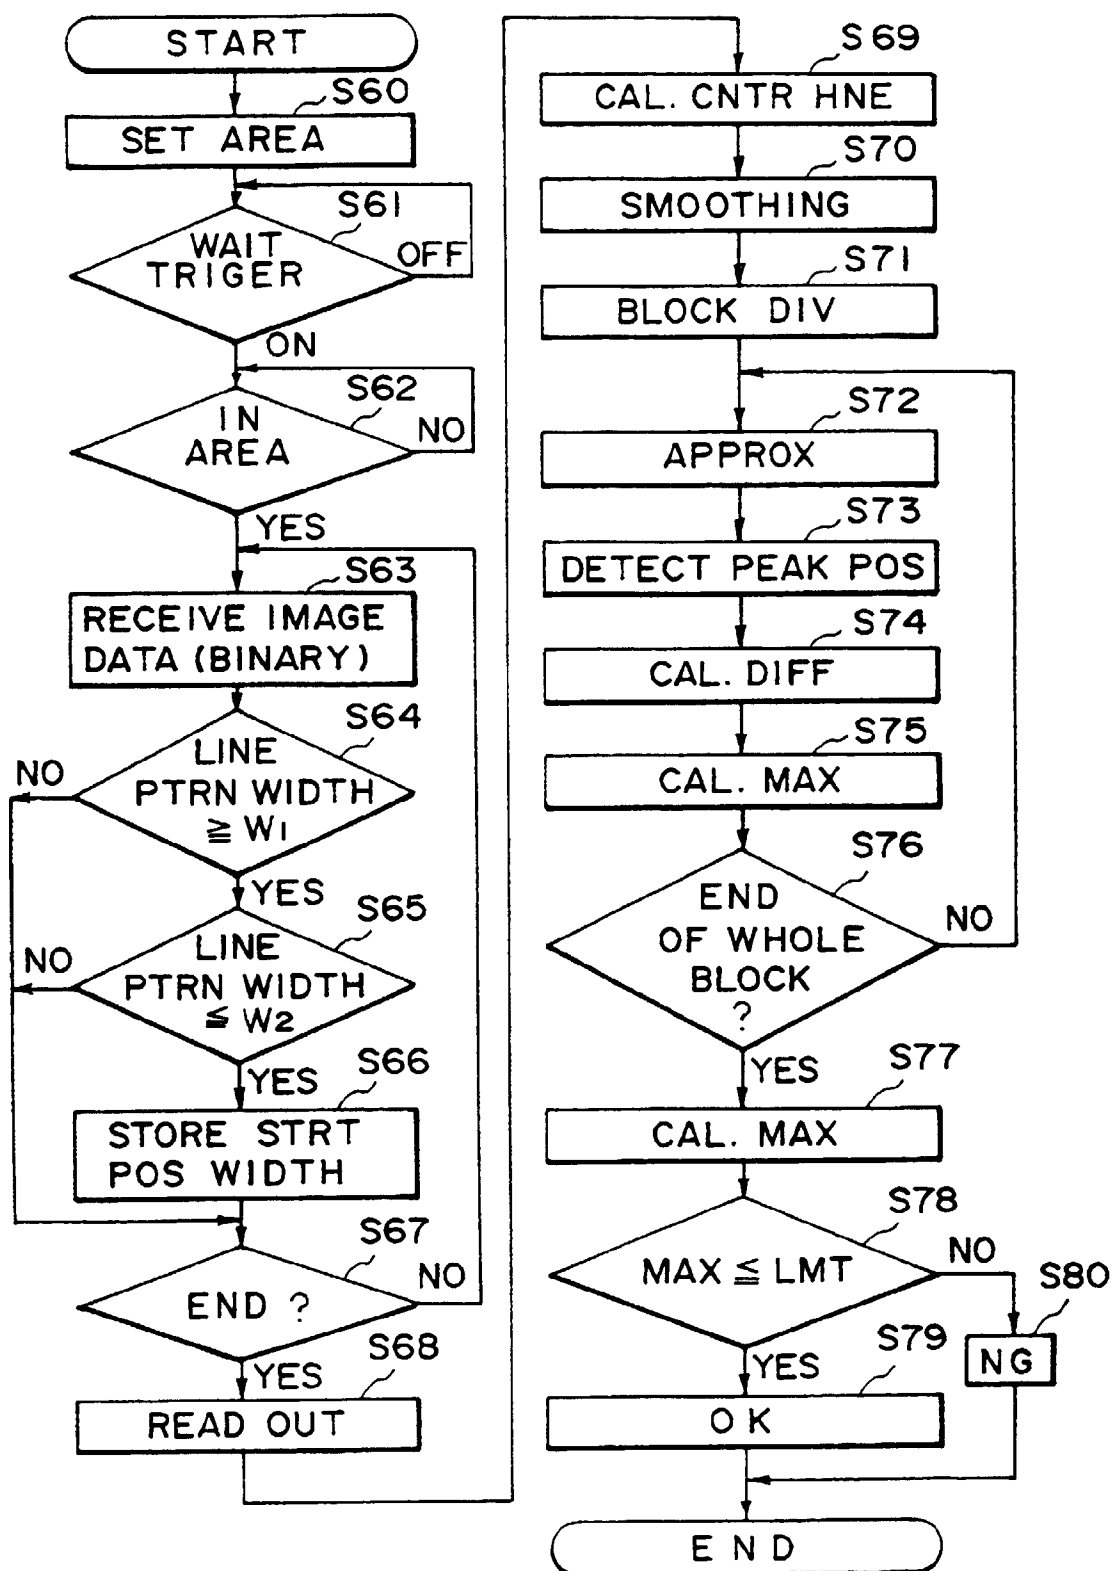 START
S60
SET AREA
S61
WAIT
TRIGER
OFF
ON
S62
IN
AREA
NO
YES
S63
RECEIVE IMAGE
DATA (BINARY)
S64
LINE
PTRN WIDTH
≧ W1
NO
YES
S65
LINE
PTRN WIDTH
≦ W2
NO
YES
S66
STORE STRT
POS WIDTH
S67
END ?
NO
YES
S68
READ OUT
S69
CAL. CNTR HNE
S70
SMOOTHING
S71
BLOCK DIV
S72
APPROX
S73
DETECT PEAK POS
S74
CAL. DIFF
S75
CAL. MAX
S76
END
OF WHOLE
BLOCK
?
NO
YES
S77
CAL. MAX
S78
MAX ≦ LMT
NO
YES
S80
NG
S79
OK
END